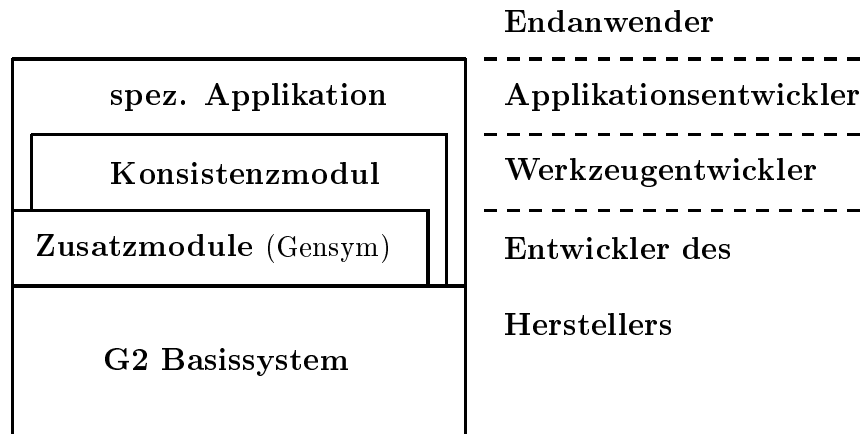 Endanwender
spez. Applikation
Applikationsentwickler
Konsistenzmodul
Werkzeugentwickler
Zusatzmodule (Gensym)
Entwickler des
Herstellers
G2 Basissystem